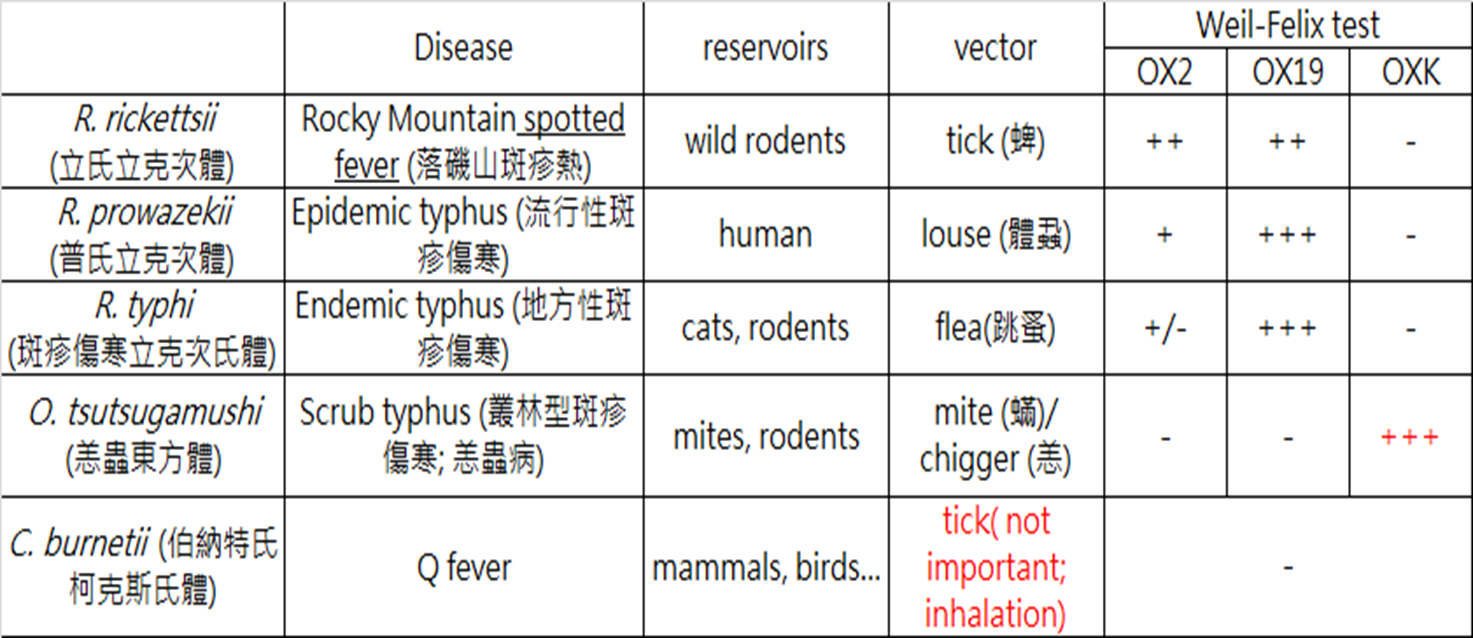 Disease
reservoirs
vector
Weil-Felix test
OX2
OX19
OXK
R. rickettsii
(立氏立克次體)
Rocky Mountain spotted
fever (落磯山斑疹熱)
wild rodents
tick (蜱)
++
++
-
R. prowazekii
(普氏立克次體)
Epidemic typhus (流行性斑
疹傷寒)
human
louse (體蝨)
+
+++
-
R. typhi
(斑疹傷寒立克次氏體)
Endemic typhus (地方性斑
疹傷寒)
cats, rodents
flea(跳蚤)
+/-
+++
-
O. tsutsugamushi
(恙蟲東方體)
Scrub typhus (叢林型斑疹
傷寒; 恙蟲病)
mites, rodents
mite (蟎)/
chigger (恙)
-
-
+++
C. burnetii (伯納特氏
柯克斯氏體)
Q fever
mammals, birds...
tick( not
important;
inhalation)
-